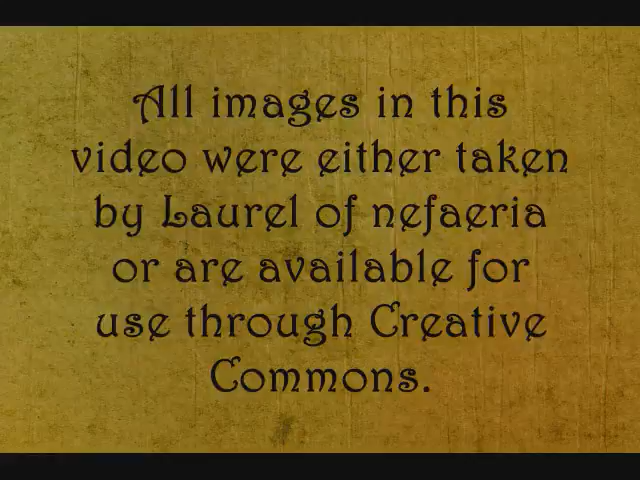 All images in this
video were either taken
by Laurel of nefaeria
or are available for
use through Creative
Commons.